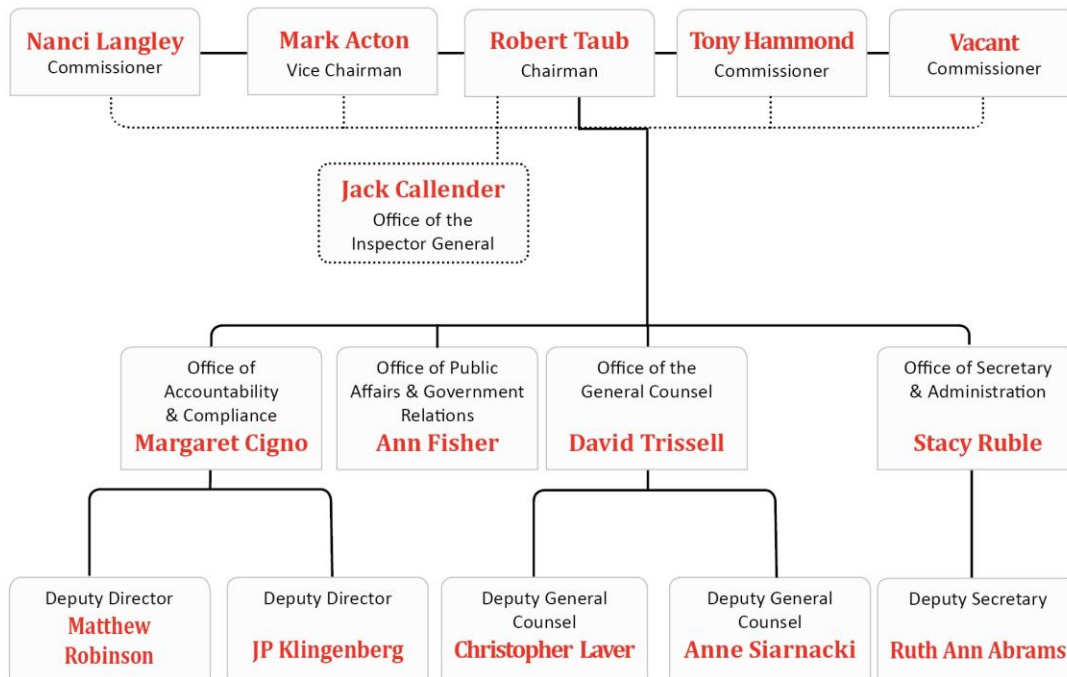 Nanci Langley
Commissioner
Mark Acton
Vice Chairman
Robert Taub
Chairman
Tony Hammond
Commissioner
Vacant
Commissioner
Jack Callender
Office of the
Inspector General
Office of
Accountability
& Compliance
Margaret Cigno
Office of Public
Affairs & Government
Relations
Ann Fisher
Office of the
General Counsel
David Trissell
Office of Secretary
& Administration
Stacy Ruble
Deputy Director
Matthew
Robinson
Deputy Director
JP Klingenberg
Deputy General
Counsel
Christopher Laver
Deputy General
Counsel
Anne Siarnacki
Deputy Secretary
Ruth Ann Abrams